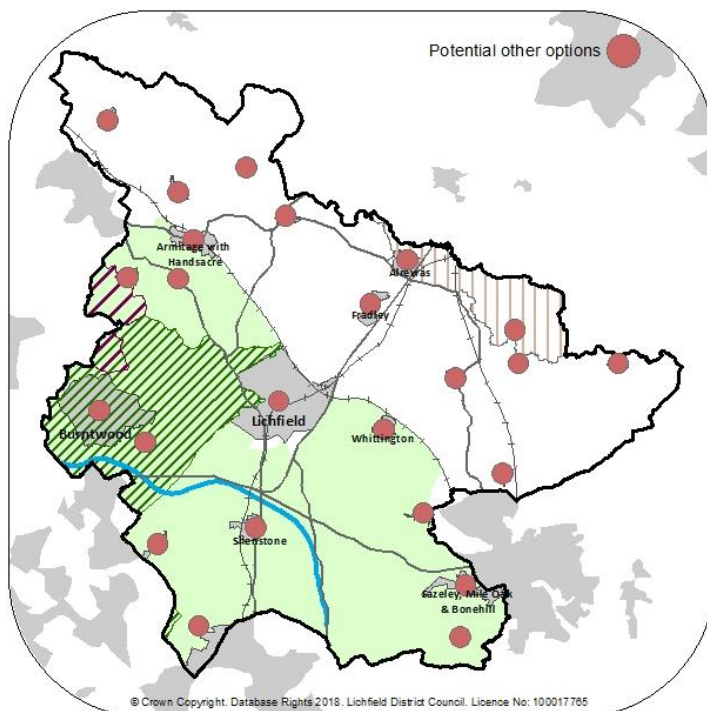 Potential other options
Armitage with
Handsacre
Alrewas
Fradley
Lichfield
Burntwood
Whittington
Shenstone
Fazeley, Mile Oak
& Bonehill
© Crown Copyright. Database Rights 2018. Lichfield District Council. Licence No: 100017765